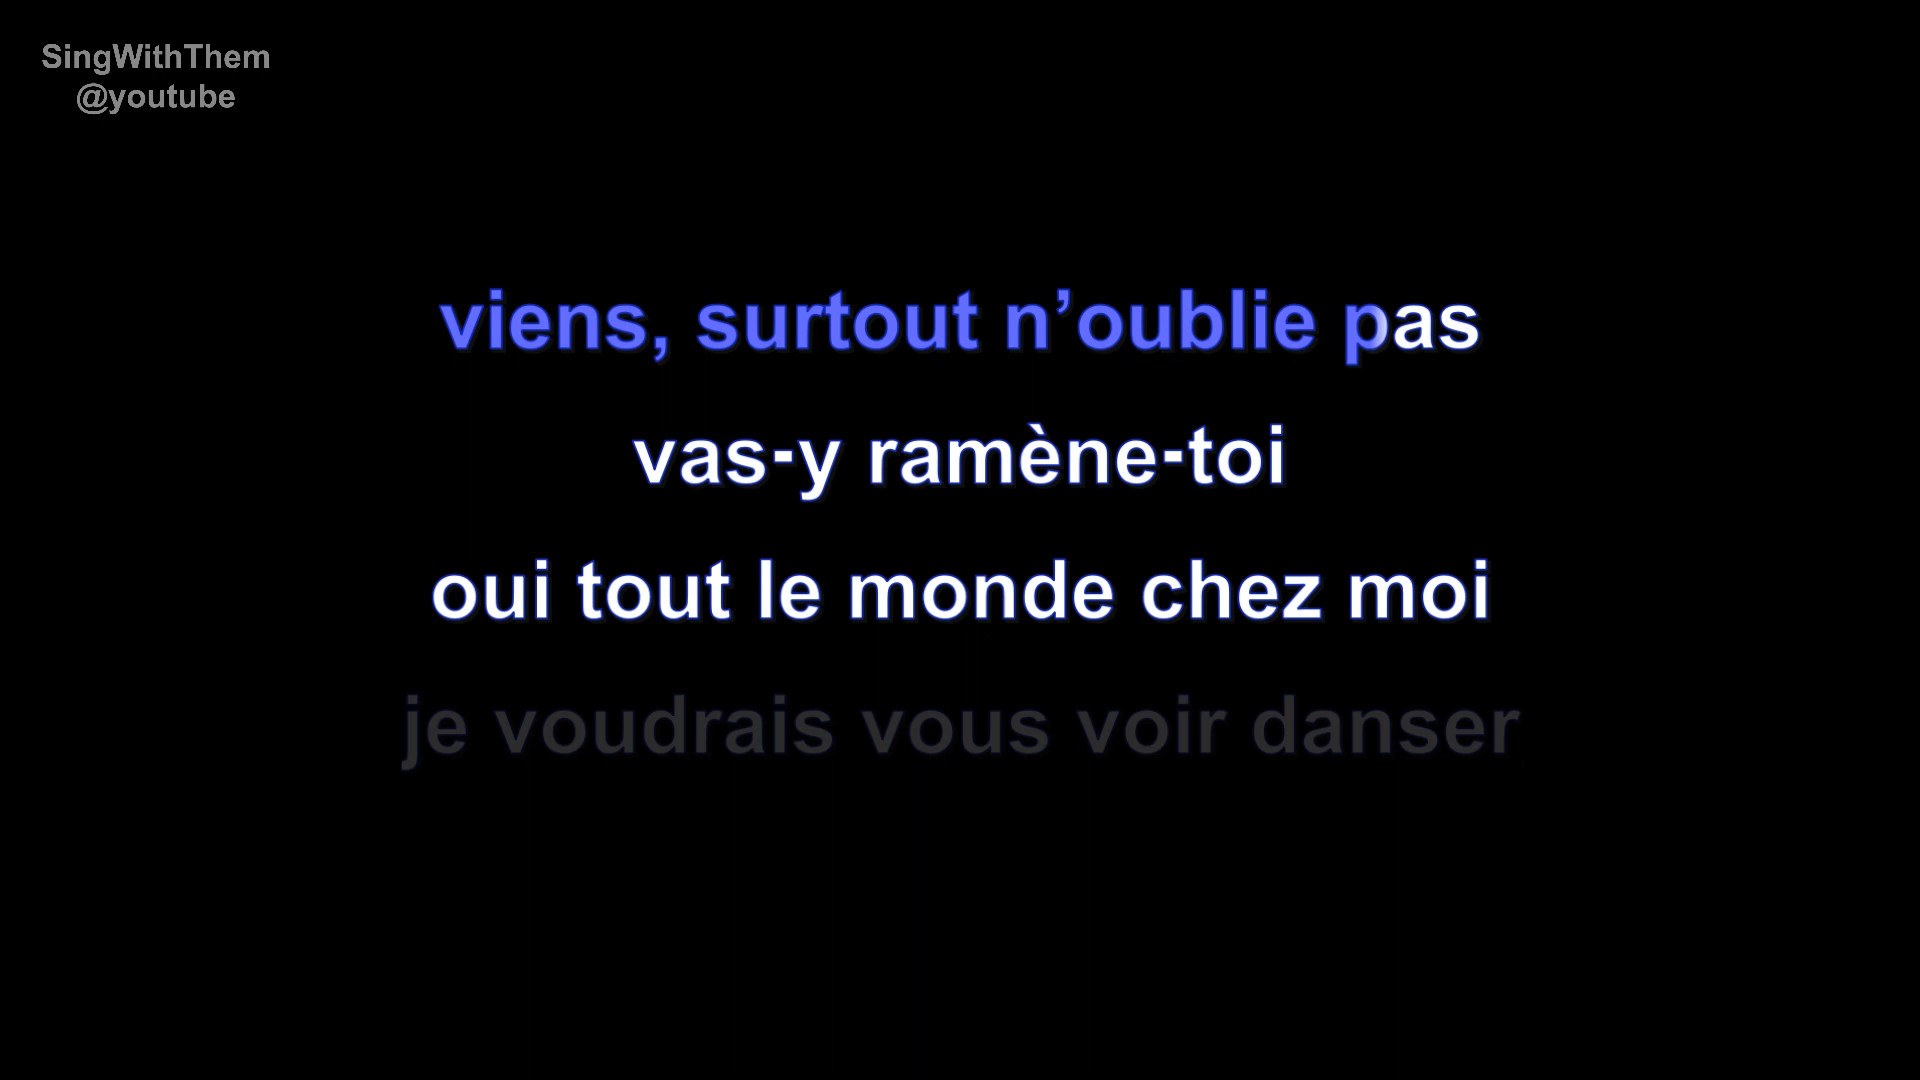 SingWithThem
@youtube
viens, surtout n’oublie pas
vas-y ramène-toi
oui tout le monde chez moi
je voudrais vous voir danser